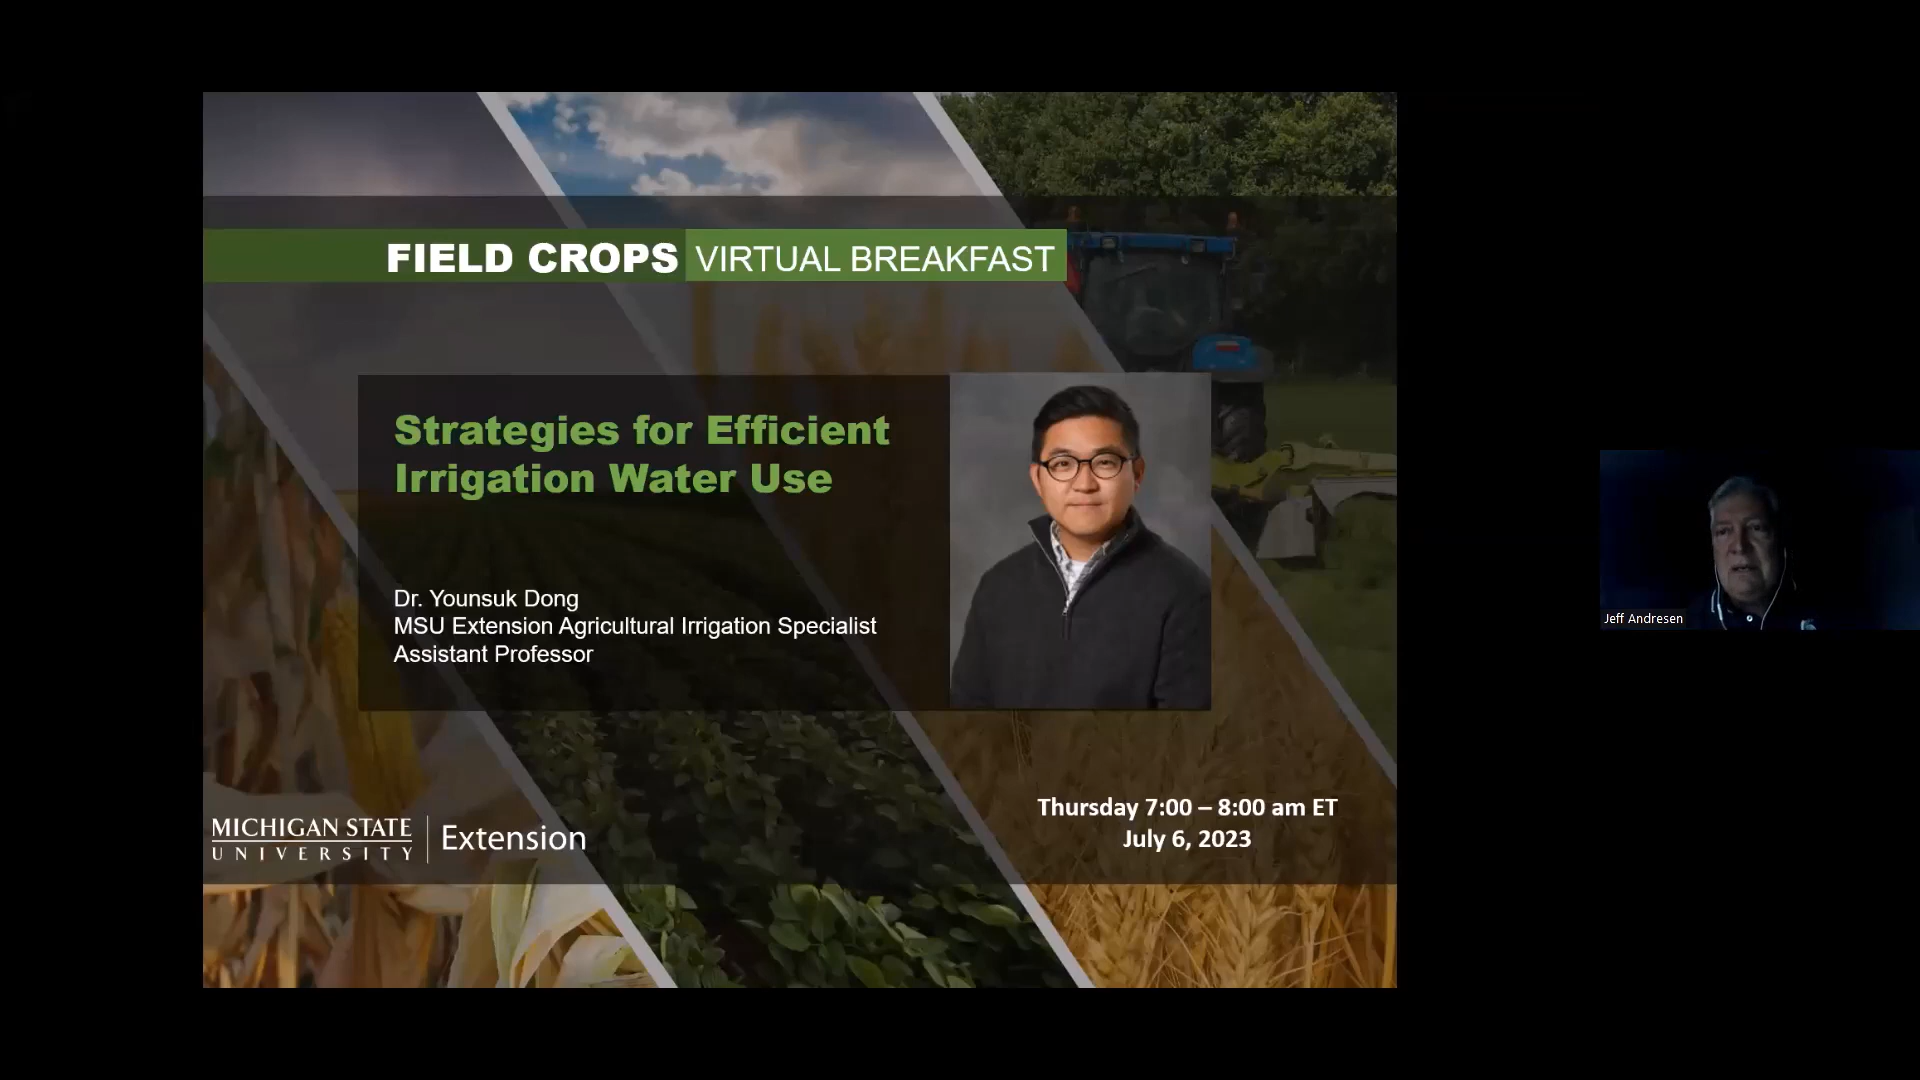 FIELD CROPS VIRTUAL BREAKFAST
Strategies for Efficient
Irrigation Water Use
Dr. Younsuk Dong
MSU Extension Agricultural Irrigation Specialist
Assistant Professor
Jeff Andresen
Thursday 7:00 – 8:00 am ET
July 6, 2023
MICHIGAN STATE
UNIVERSITY
Extension